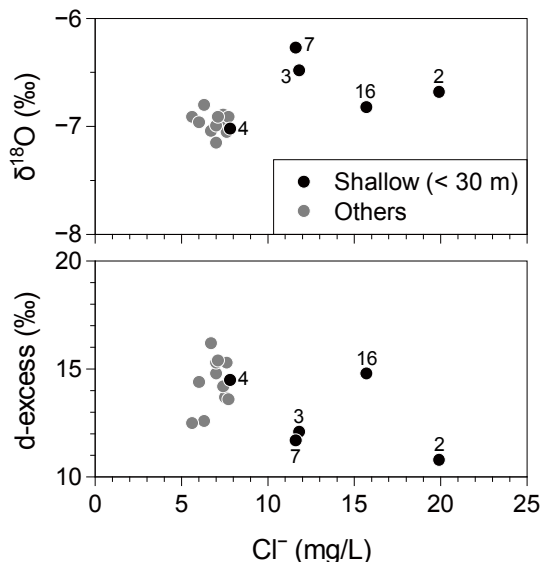 −6
−7
−8
δ¹⁸O (‰)
7
3
4
16
2
Shallow (< 30 m)
Others
20
15
10
d-excess (‰)
4
3
7
16
2
0 5 10 15 20 25
Cl⁻ (mg/L)